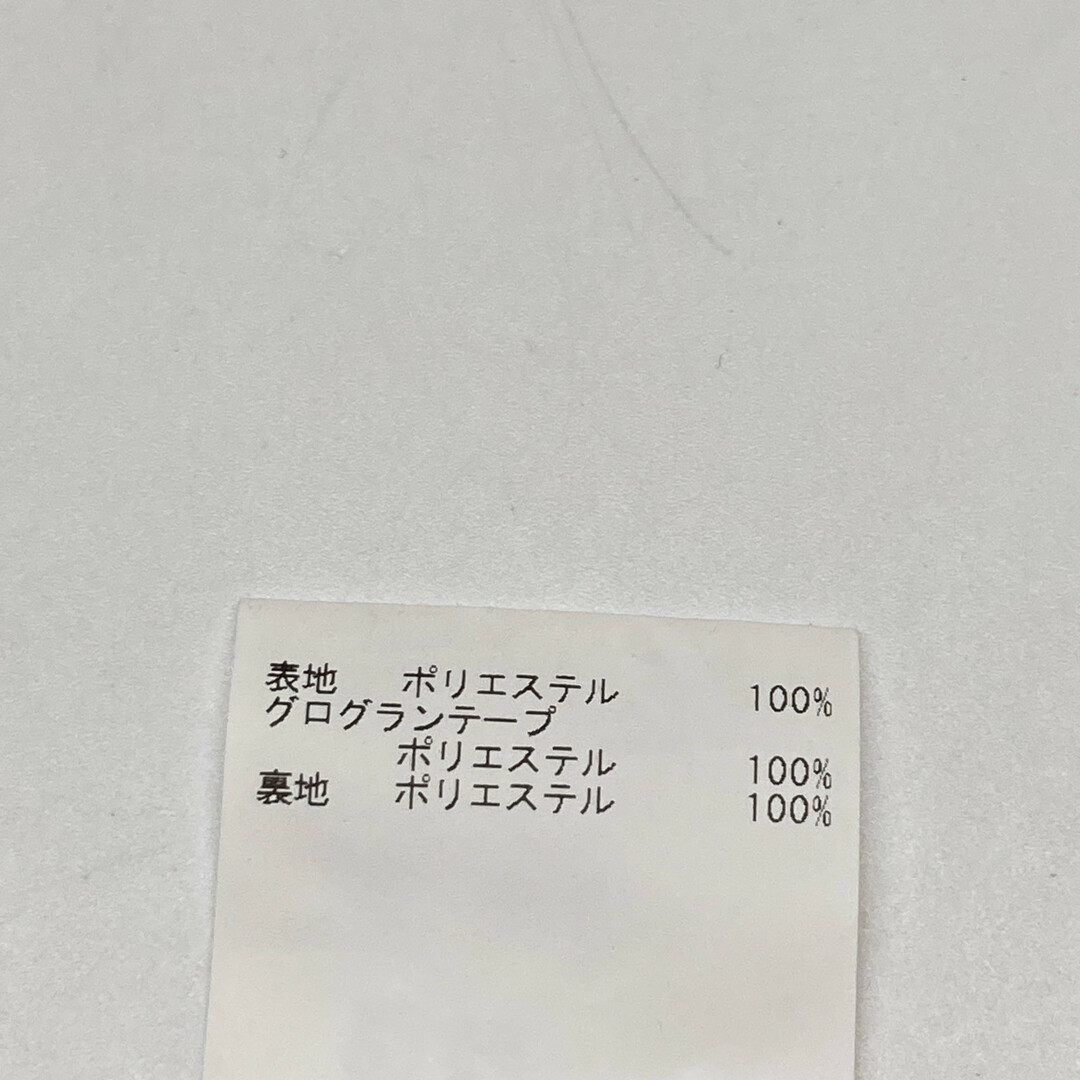 表地 ポリエステル 100%
グログランテープ
ポリエステル 100%
裏地 ポリエステル 100%